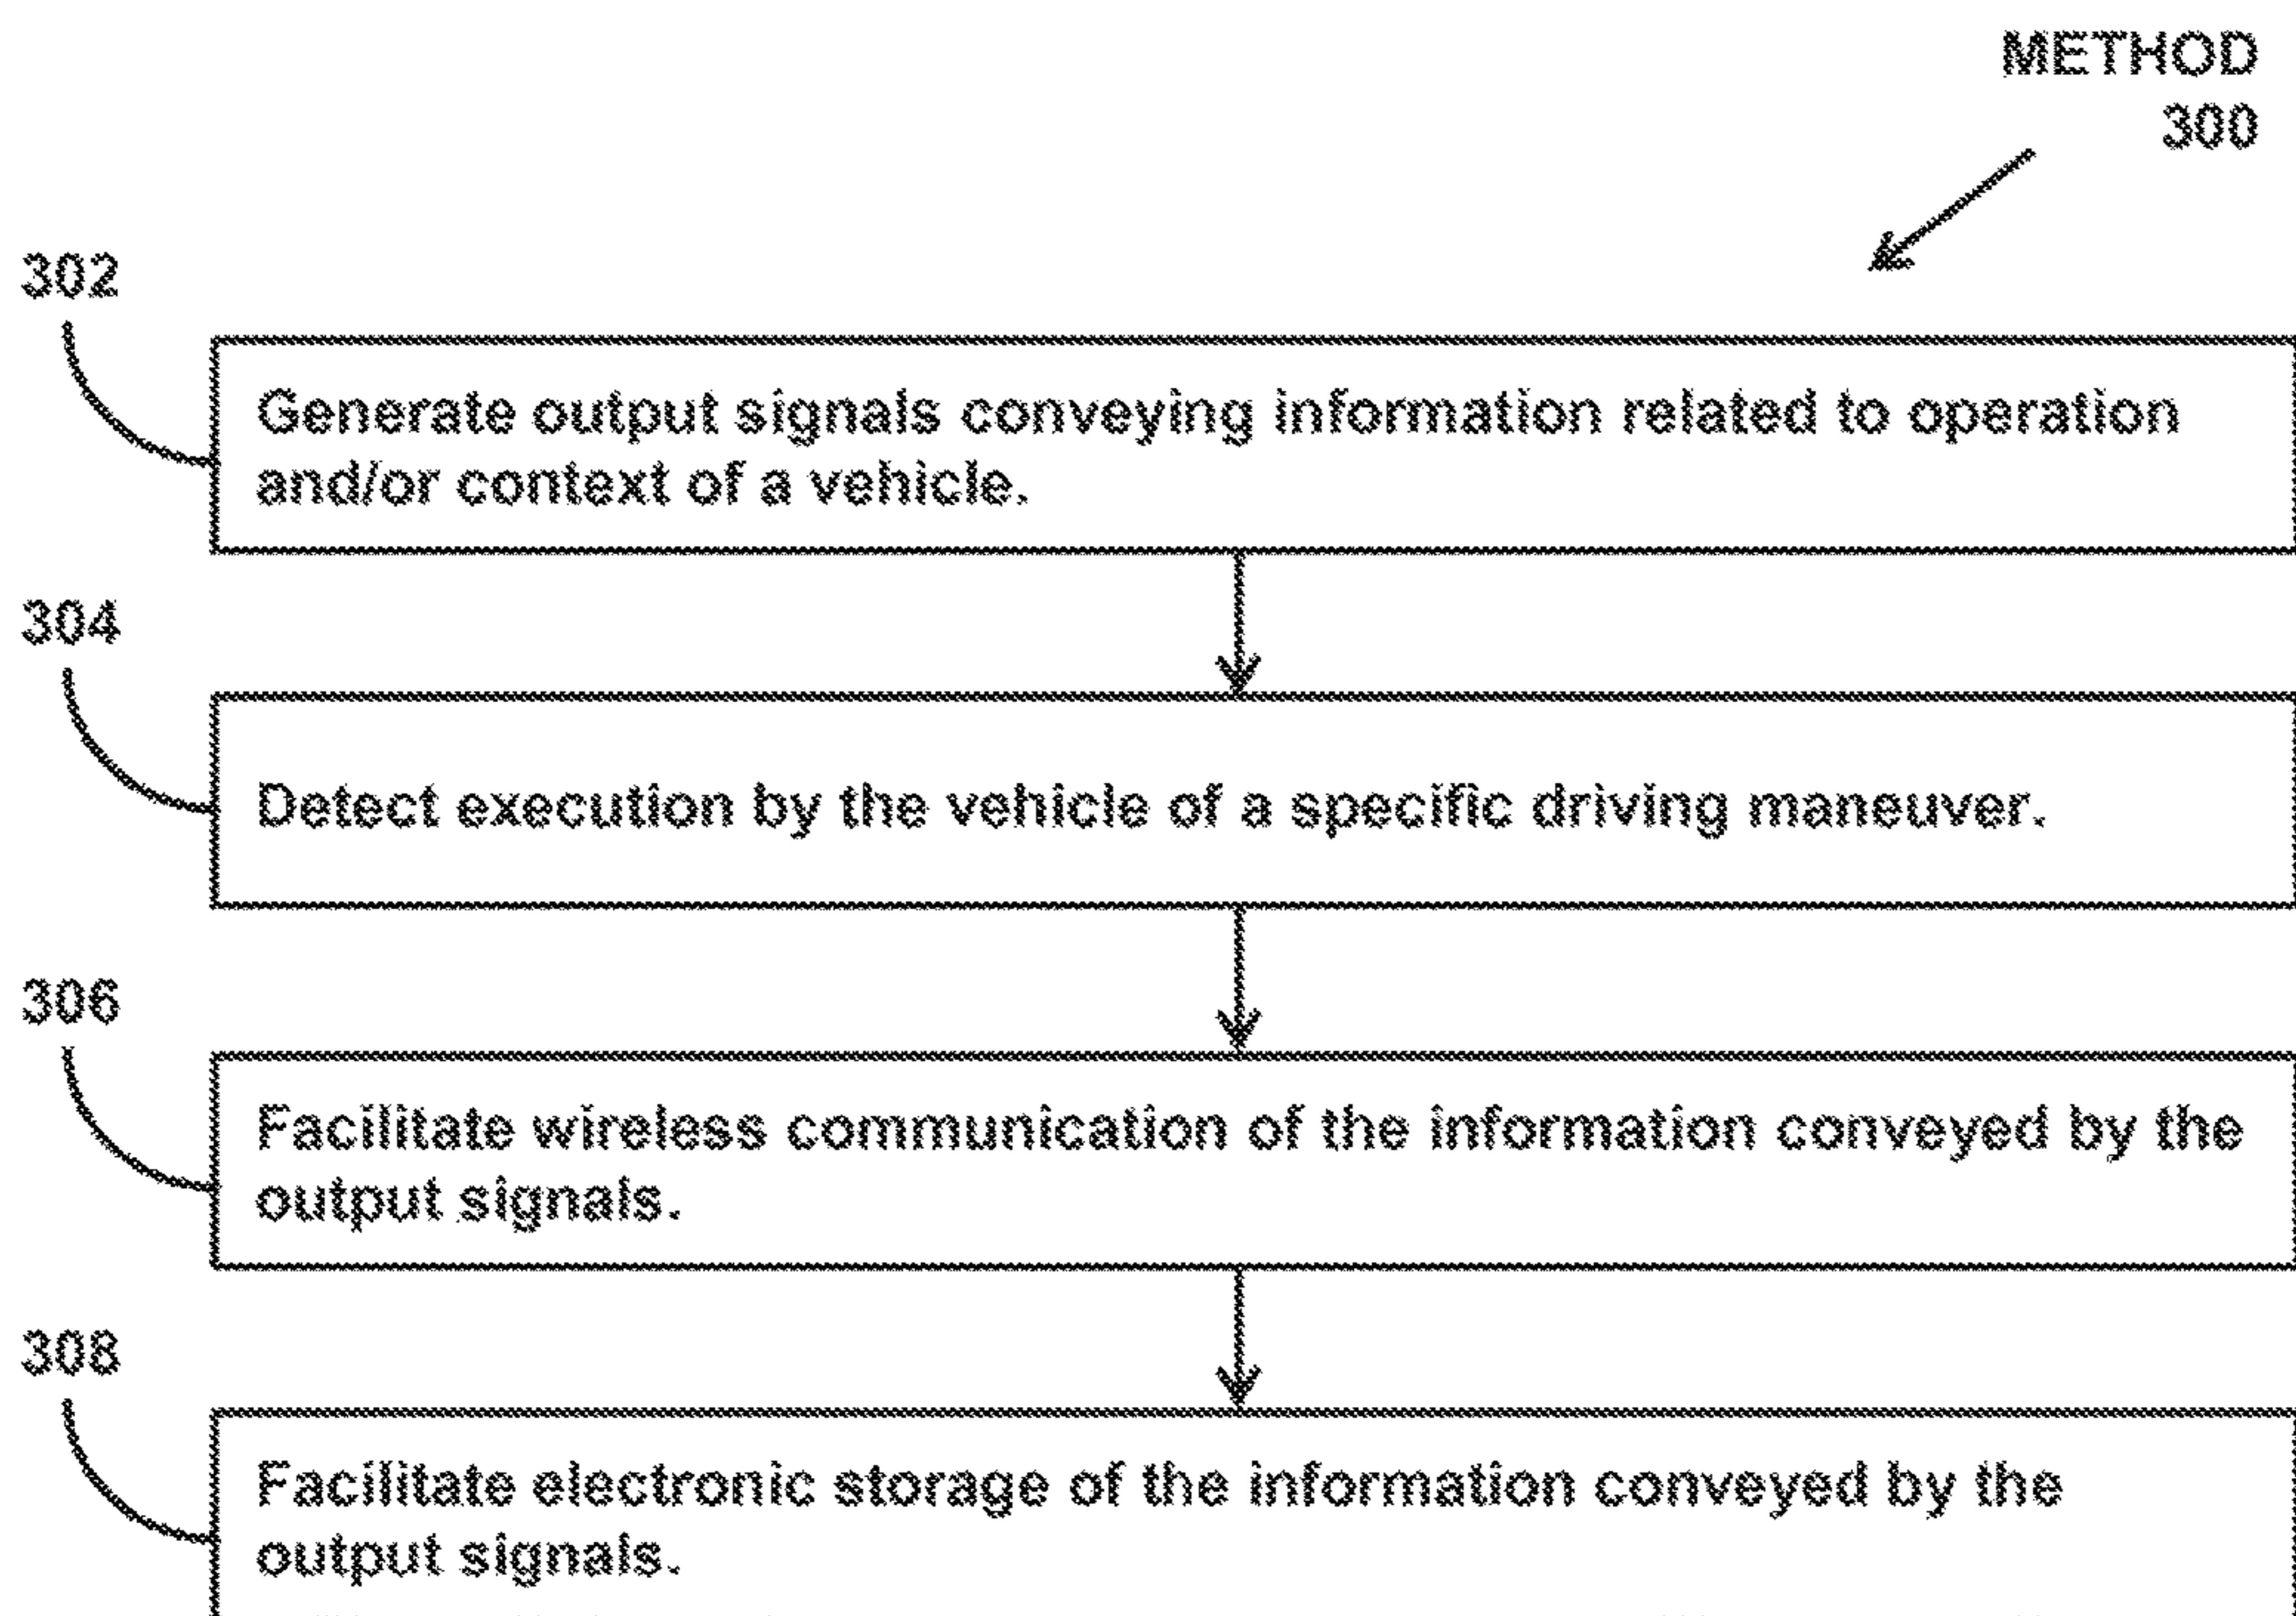 METHOD
300
302
Generate output signals conveying information related to operation
and/or context of a vehicle.
304
Detect execution by the vehicle of a specific driving maneuver.
306
Facilitate wireless communication of the information conveyed by the
output signals.
308
Facilitate electronic storage of the information conveyed by the
output signals.